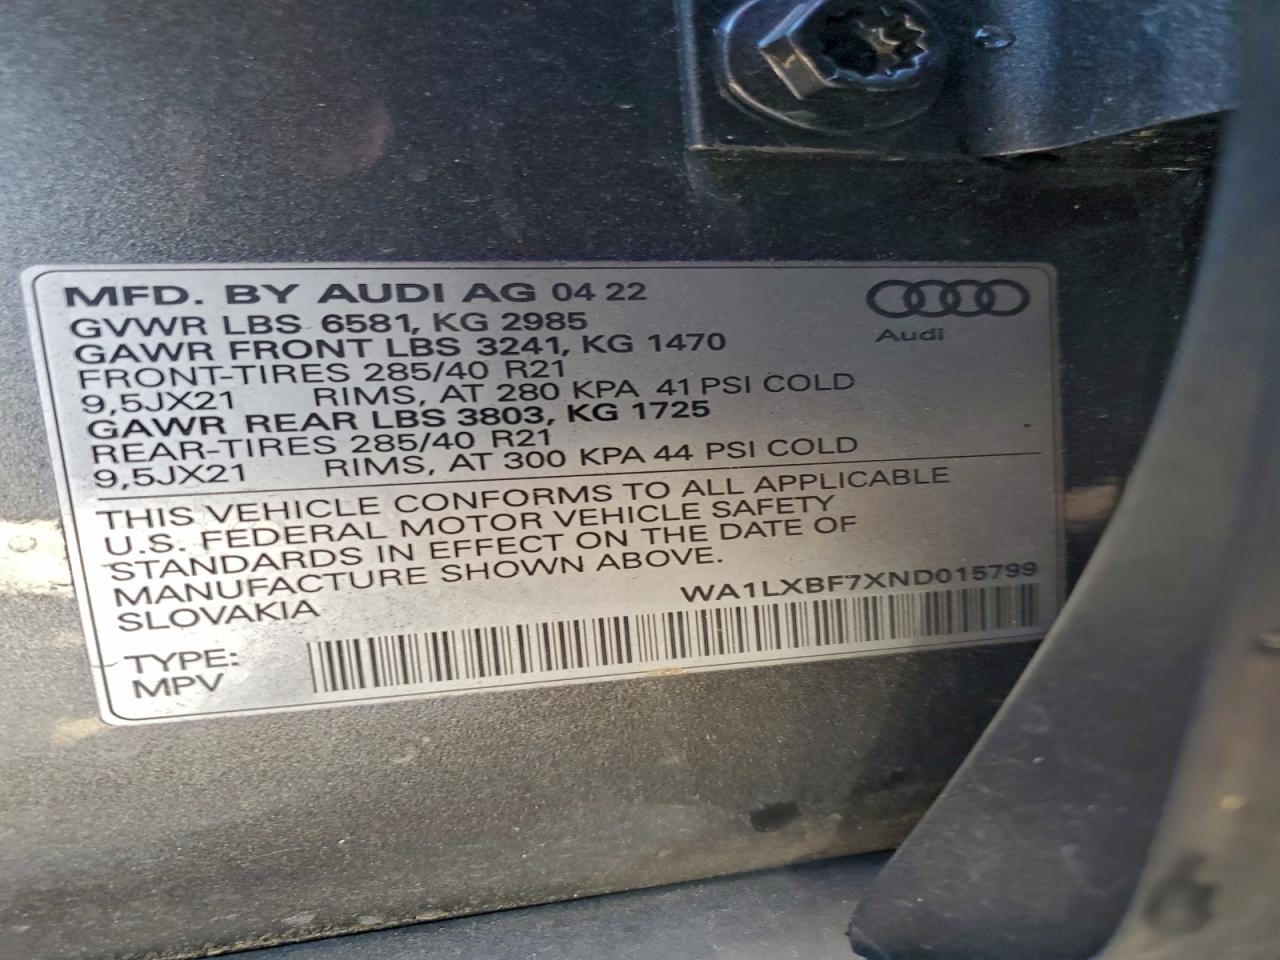 MFD. BY AUDI AG 04 22
GVWR LBS 6581, KG 2985
GAWR FRONT LBS 3241, KG 1470
FRONT-TIRES 285/40 R21
9,5JX21 RIMS, AT 280 KPA 41 PSI COLD
GAWR REAR LBS 3803, KG 1725
REAR-TIRES 285/40 R21
9,5JX21 RIMS, AT 300 KPA 44 PSI COLD
Audi
THIS VEHICLE CONFORMS TO ALL APPLICABLE
U.S. FEDERAL MOTOR VEHICLE SAFETY
STANDARDS IN EFFECT ON THE DATE OF
MANUFACTURE SHOWN ABOVE.
SLOVAKIA
WA1LXBF7XND015799
TYPE:
MPV